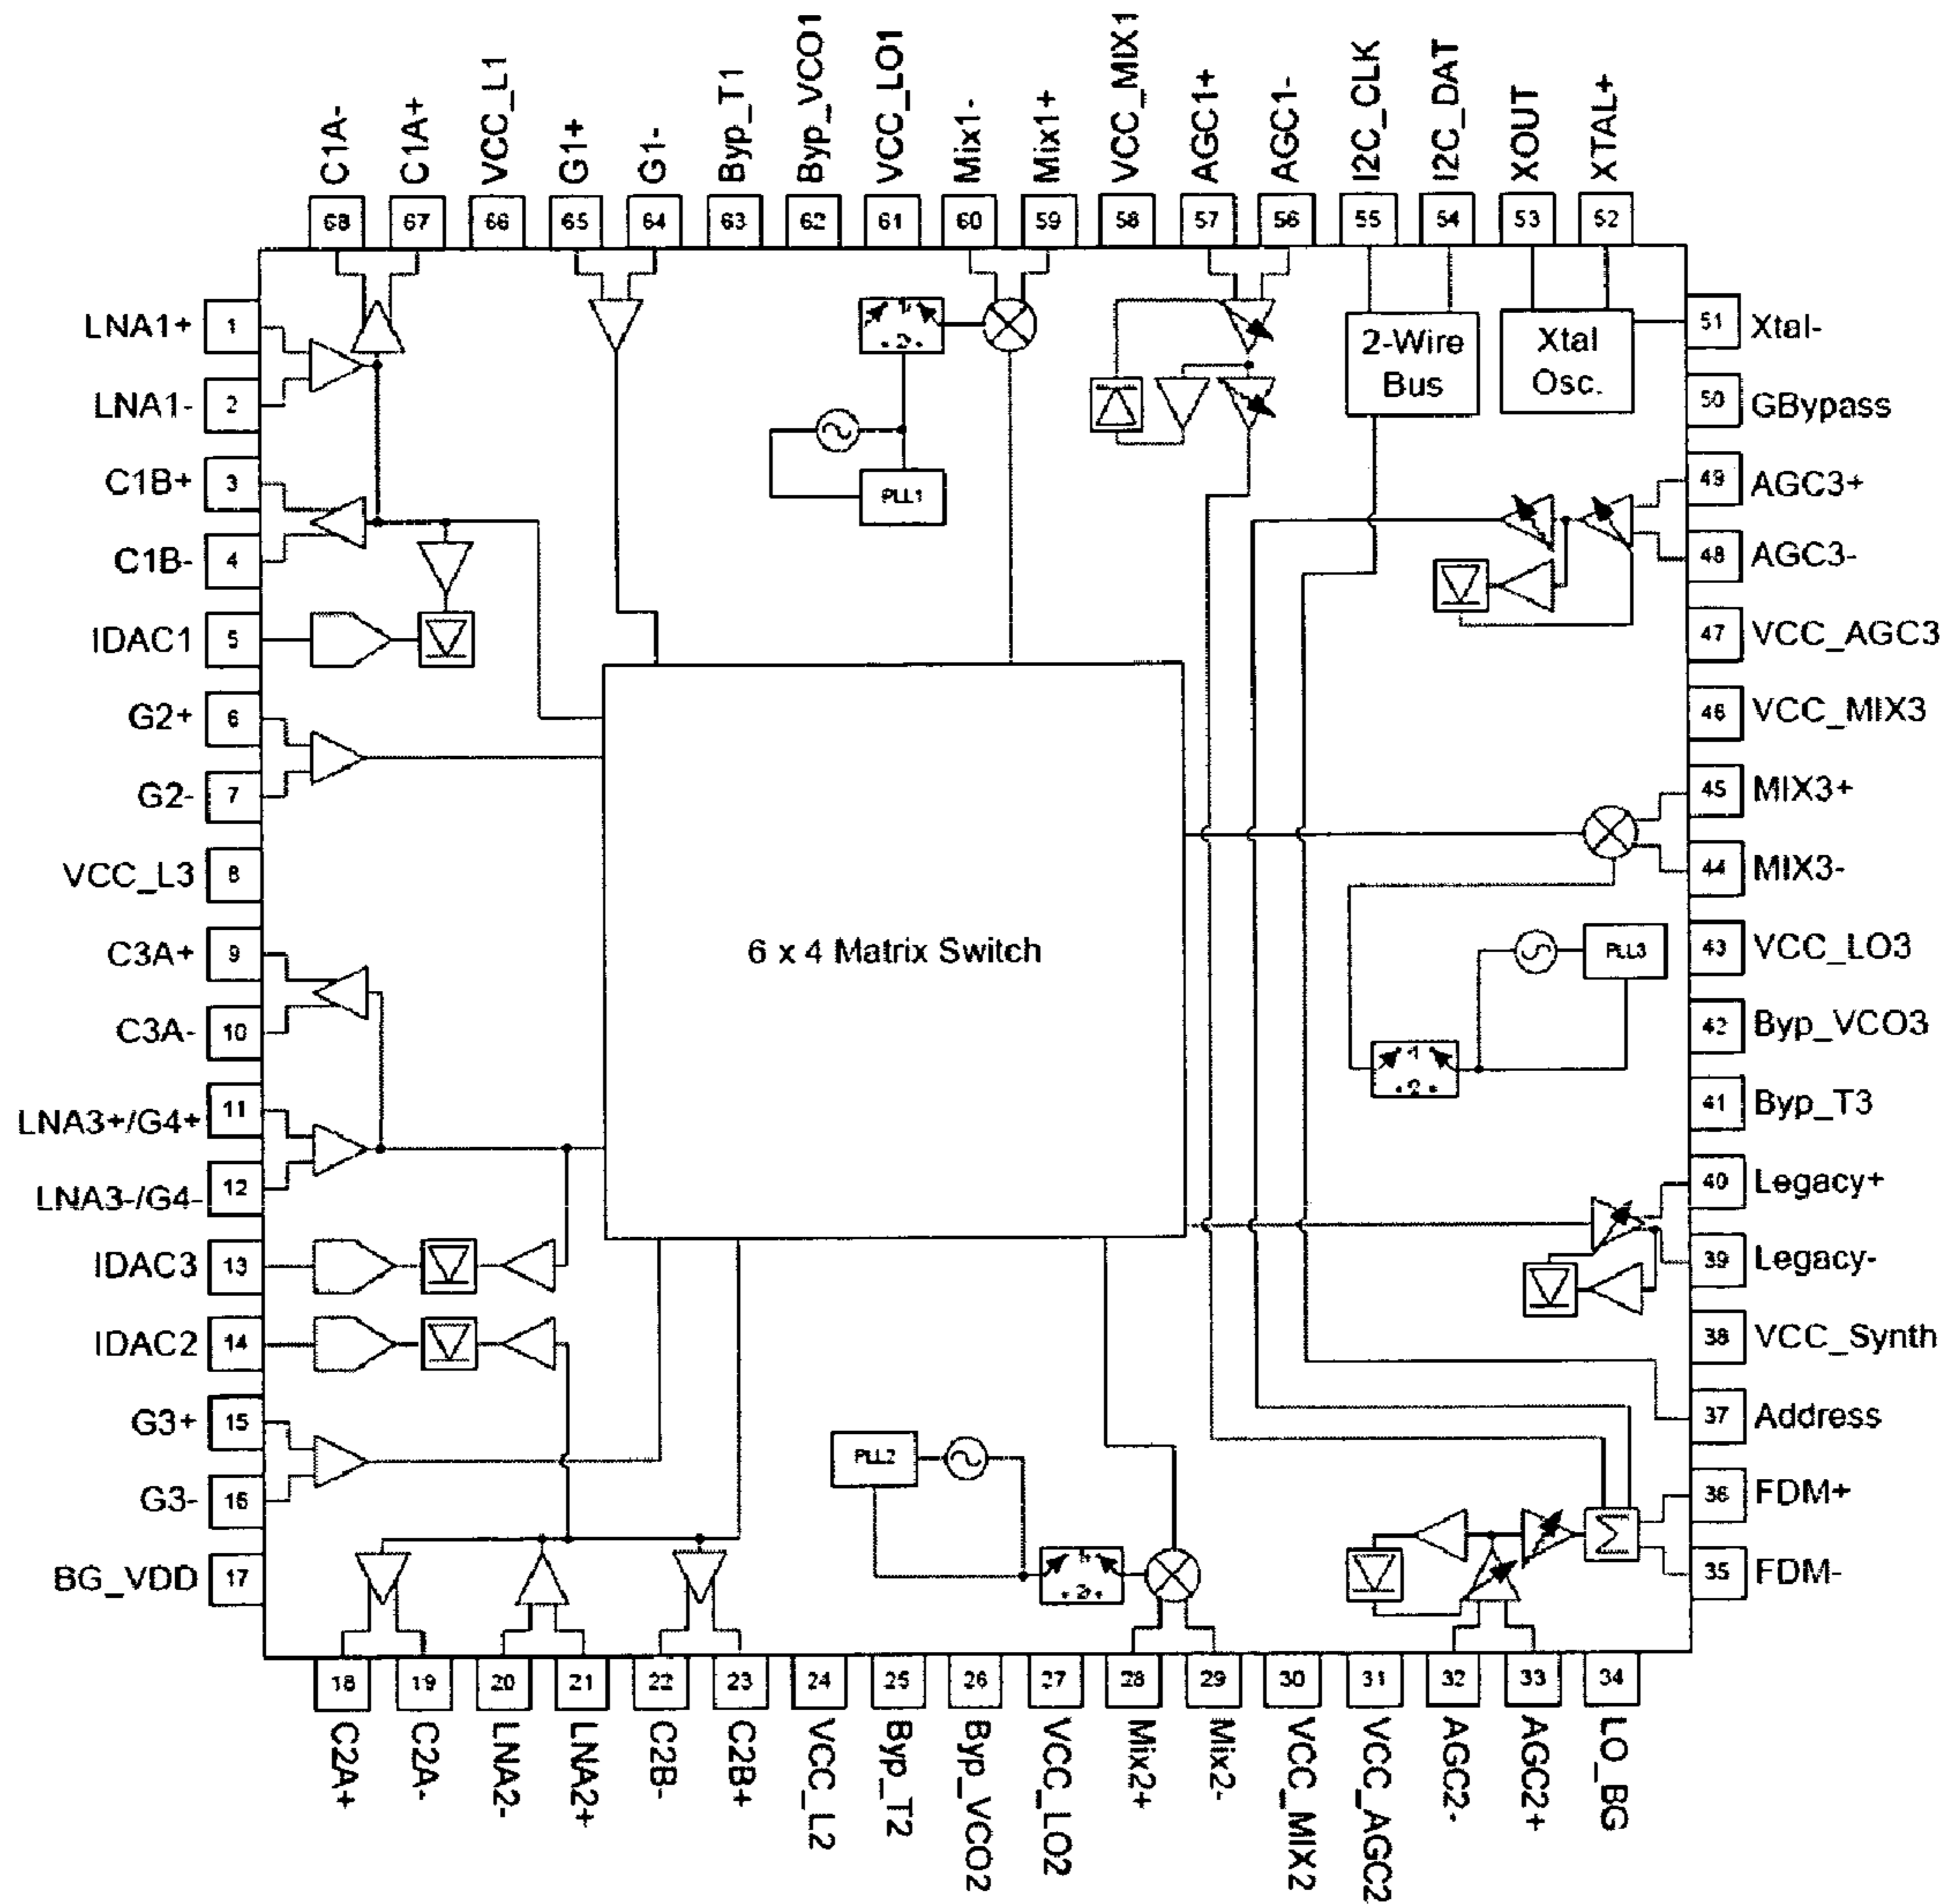 C1A-
C1A+
VCC_L1
G1+
G1-
Byp_T1
Byp_VCO1
VCC_LO1
Mix1-
Mix1+
VCC_MIX1
AGC1+
AGC1-
I2C_CLK
I2C_DAT
XOUT
XTAL+
68
67
66
65
64
63
62
61
60
59
58
57
56
55
54
53
52
LNA1+
1
LNA1-
2
C1B+
3
C1B-
4
IDAC1
5
G2+
6
G2-
7
VCC_L3
8
C3A+
9
C3A-
10
LNA3+/G4+
11
LNA3-/G4-
12
IDAC3
13
IDAC2
14
G3+
15
G3-
16
BG_VDD
17
1
2
PLL1
2-Wire
Bus
Xtal
Osc.
6 x 4 Matrix Switch
PLL3
1
2
PLL2
1
2
Σ
51
Xtal-
50
GBypass
49
AGC3+
48
AGC3-
47
VCC_AGC3
46
VCC_MIX3
45
MIX3+
44
MIX3-
43
VCC_LO3
42
Byp_VCO3
41
Byp_T3
40
Legacy+
39
Legacy-
38
VCC_Synth
37
Address
36
FDM+
35
FDM-
18
19
20
21
22
23
24
25
26
27
28
29
30
31
32
33
34
C2A+
C2A-
LNA2-
LNA2+
C2B-
C2B+
VCC_L2
Byp_T2
Byp_VCO2
VCC_LO2
Mix2+
Mix2-
VCC_MIX2
VCC_AGC2
AGC2-
AGC2+
LO_BG